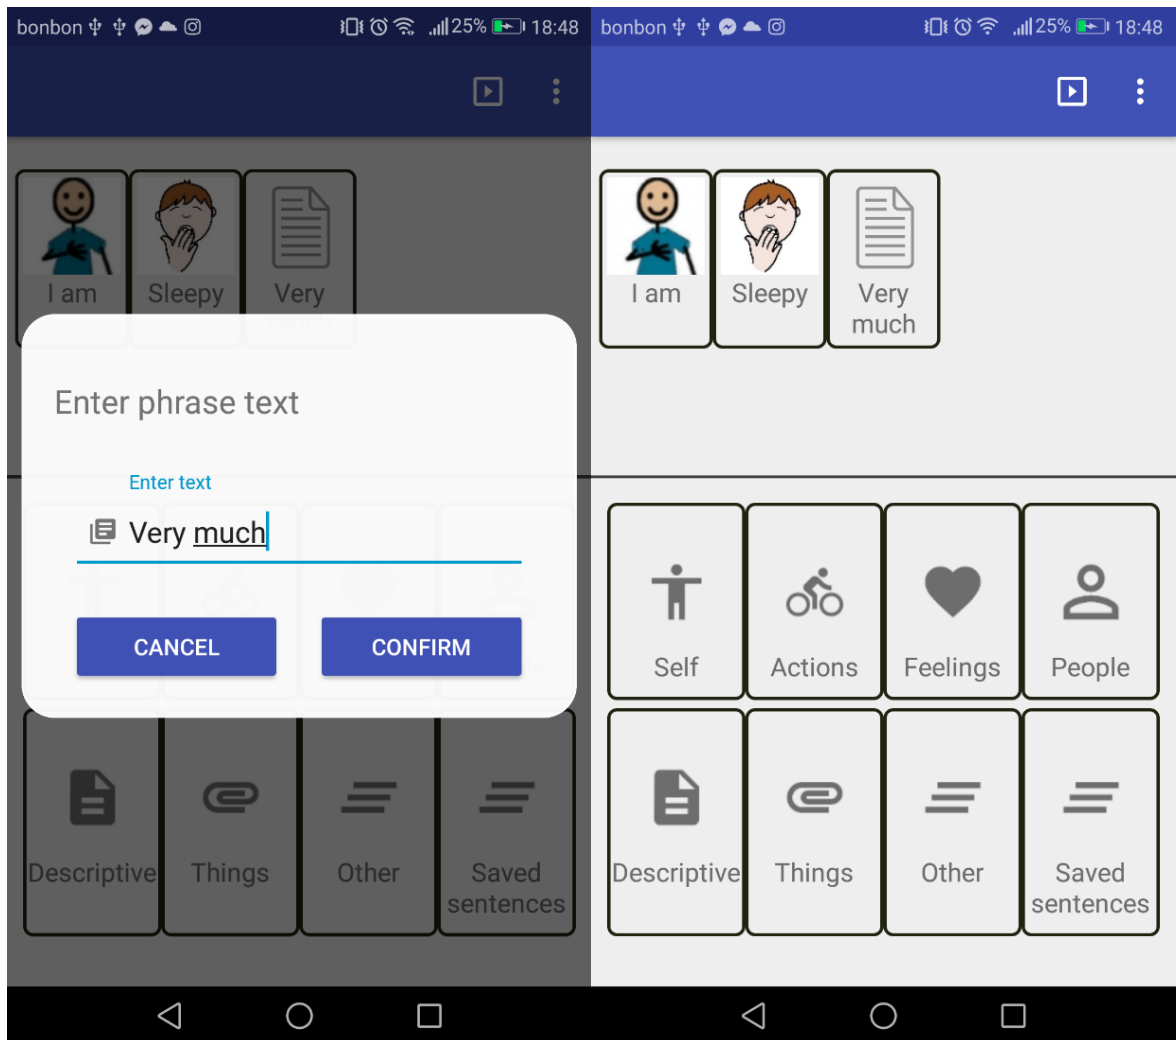 bonbon 25% 18:48
I am Sleepy Very
much
Enter phrase text
Enter text
Very much
CANCEL CONFIRM
Descriptive Things Other Saved
sentences
bonbon 25% 18:48
I am Sleepy Very
much
Self Actions Feelings People
Descriptive Things Other Saved
sentences